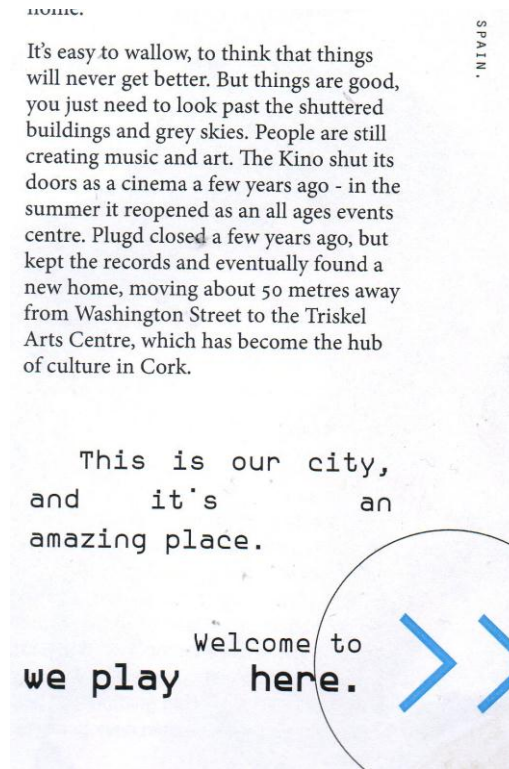 home.
It's easy to wallow, to think that things
will never get better. But things are good,
you just need to look past the shuttered
buildings and grey skies. People are still
creating music and art. The Kino shut its
doors as a cinema a few years ago - in the
summer it reopened as an all ages events
centre. Plugd closed a few years ago, but
kept the records and eventually found a
new home, moving about 50 metres away
from Washington Street to the Triskel
Arts Centre, which has become the hub
of culture in Cork.
This is our city,
and it's an
amazing place.
Welcome to
we play here.
SPAIN.